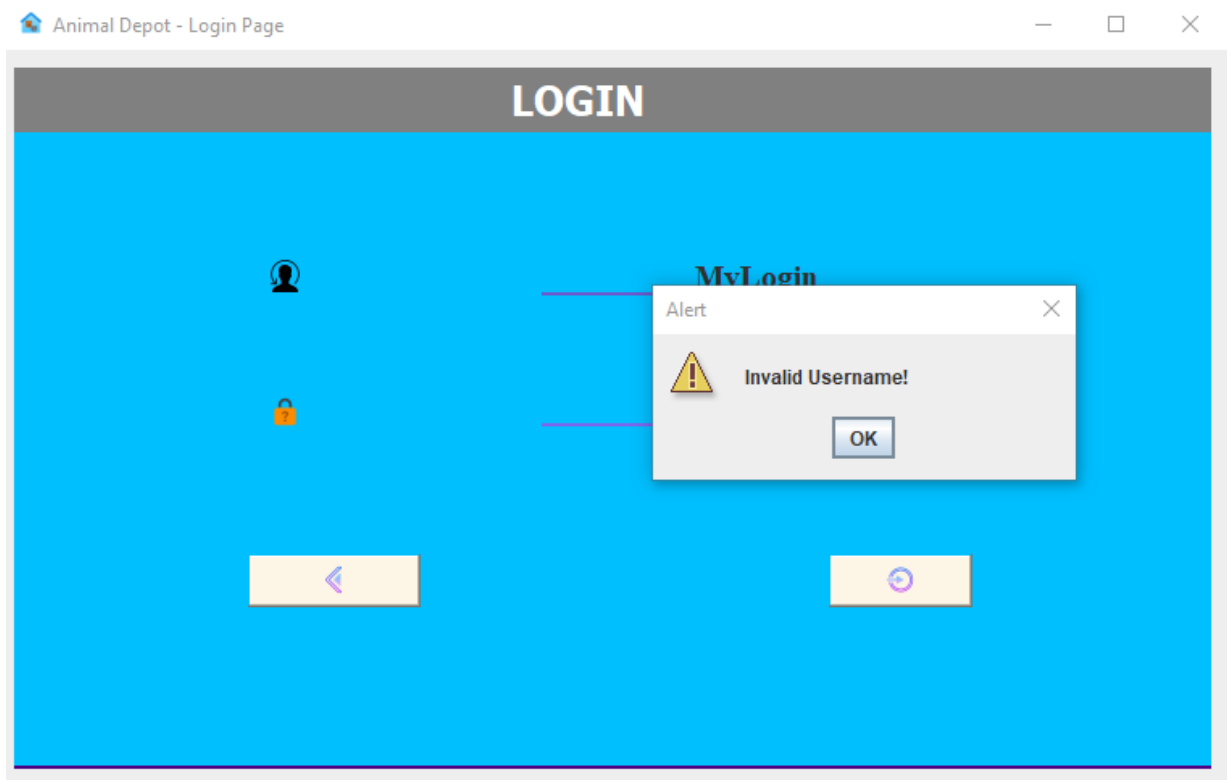 Animal Depot - Login Page
LOGIN
MyLogin
Alert
Invalid Username!
OK